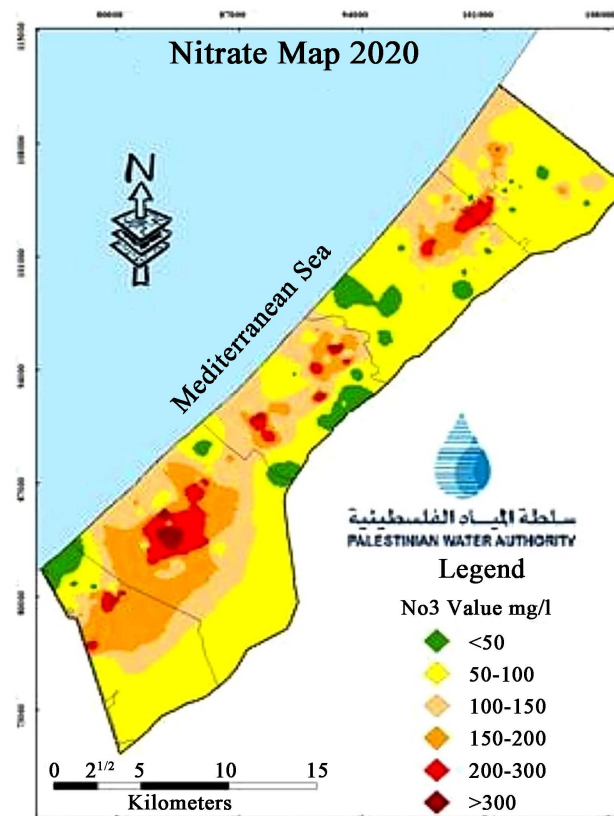 Nitrate Map 2020
N
Mediterranean Sea
سلطة المياه الفلسطينية
PALESTINIAN WATER AUTHORITY
Legend
No3 Value mg/l
<50
50-100
100-150
150-200
200-300
>300
0 2^{1/2} 5 10 15
Kilometers